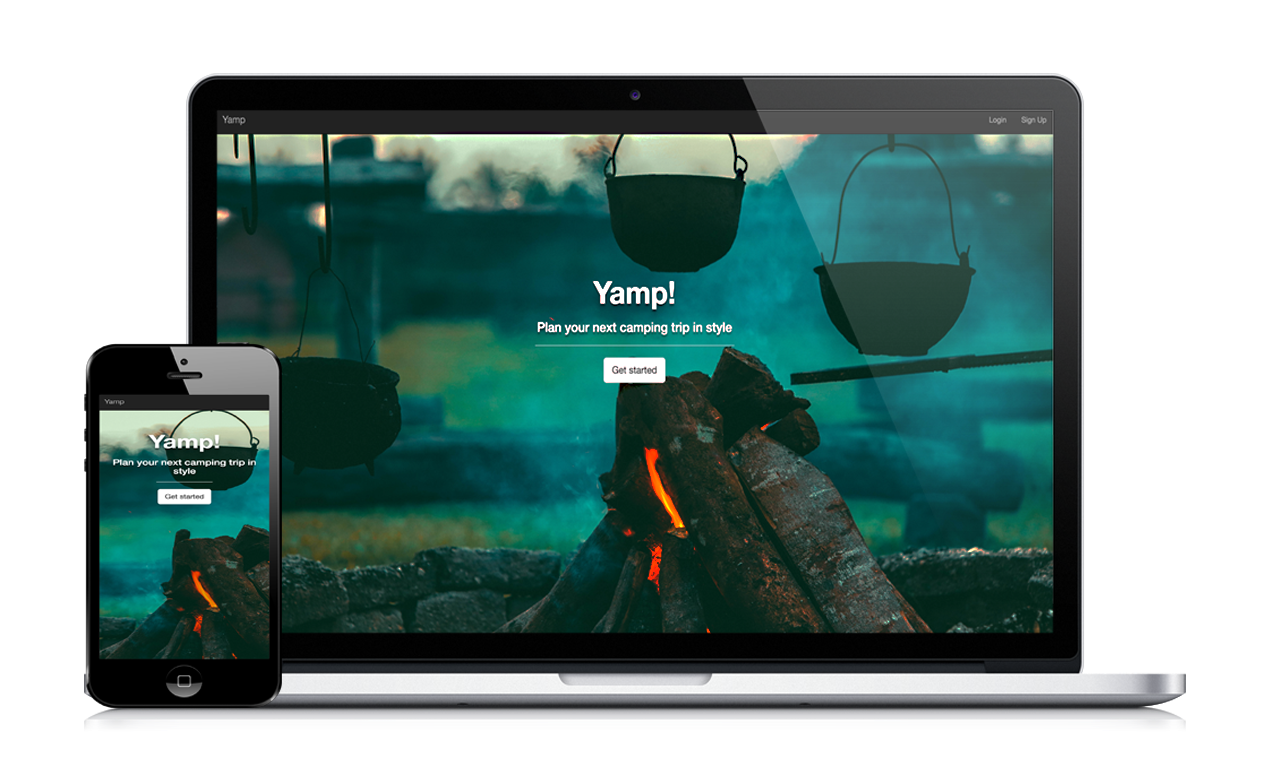 Yamp
Login
Sign Up
Yamp!
Plan your next camping trip in style
Get started
Yamp
Yamp!
Plan your next camping trip in
style
Get started